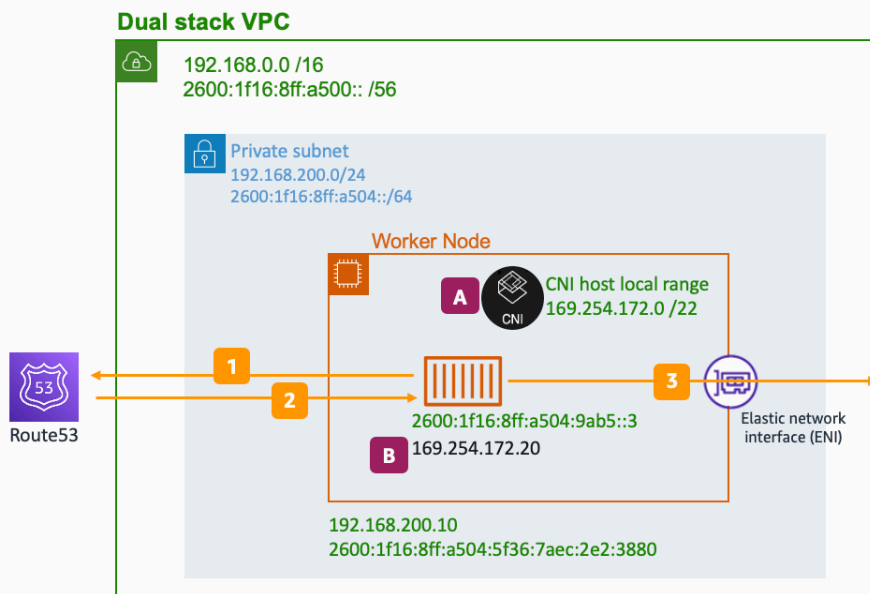 Dual stack VPC
192.168.0.0 /16
2600:1f16:8ff:a500:: /56
Private subnet
192.168.200.0/24
2600:1f16:8ff:a504::/64
Worker Node
A
CNI
CNI host local range
169.254.172.0 /22
53
Route53
1
2
3
2600:1f16:8ff:a504:9ab5::3
B
169.254.172.20
Elastic network
interface (ENI)
192.168.200.10
2600:1f16:8ff:a504:5f36:7aec:2e2:3880